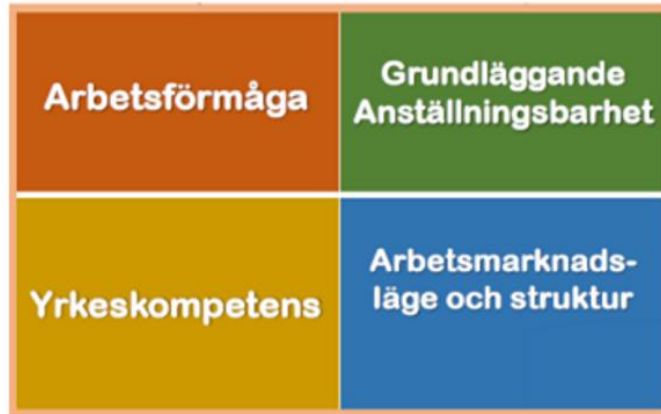 Arbetsförmåga
Grundläggande
Anställningsbarhet
Yrkeskompetens
Arbetsmarknads-
läge och struktur